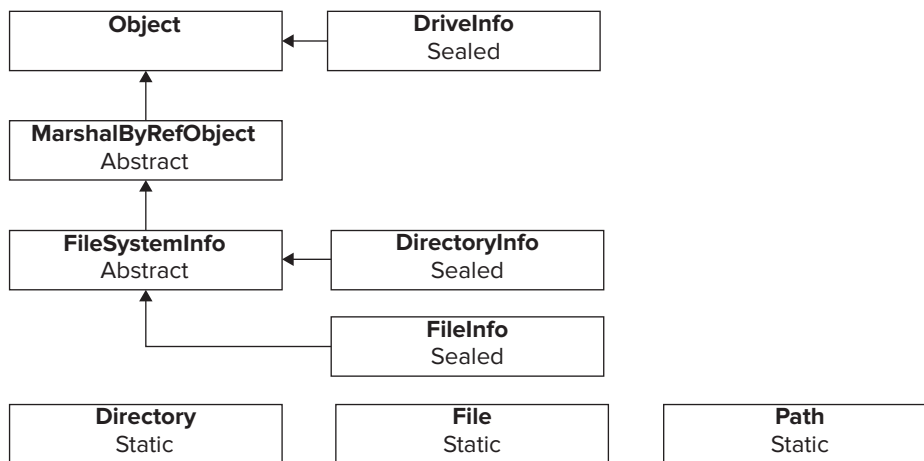 Object
DriveInfo
Sealed
MarshalByRefObject
Abstract
FileSystemInfo
Abstract
DirectoryInfo
Sealed
FileInfo
Sealed
Directory
Static
File
Static
Path
Static